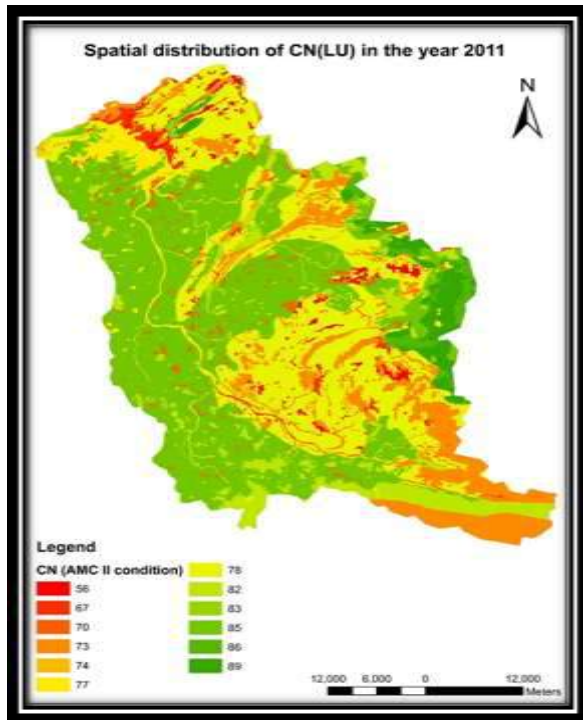 Spatial distribution of CN(LU) in the year 2011
N
Legend
CN (AMC II condition)
56
67
70
73
74
77
78
82
83
85
86
89
12,000 6,000 0 12,000
Meters